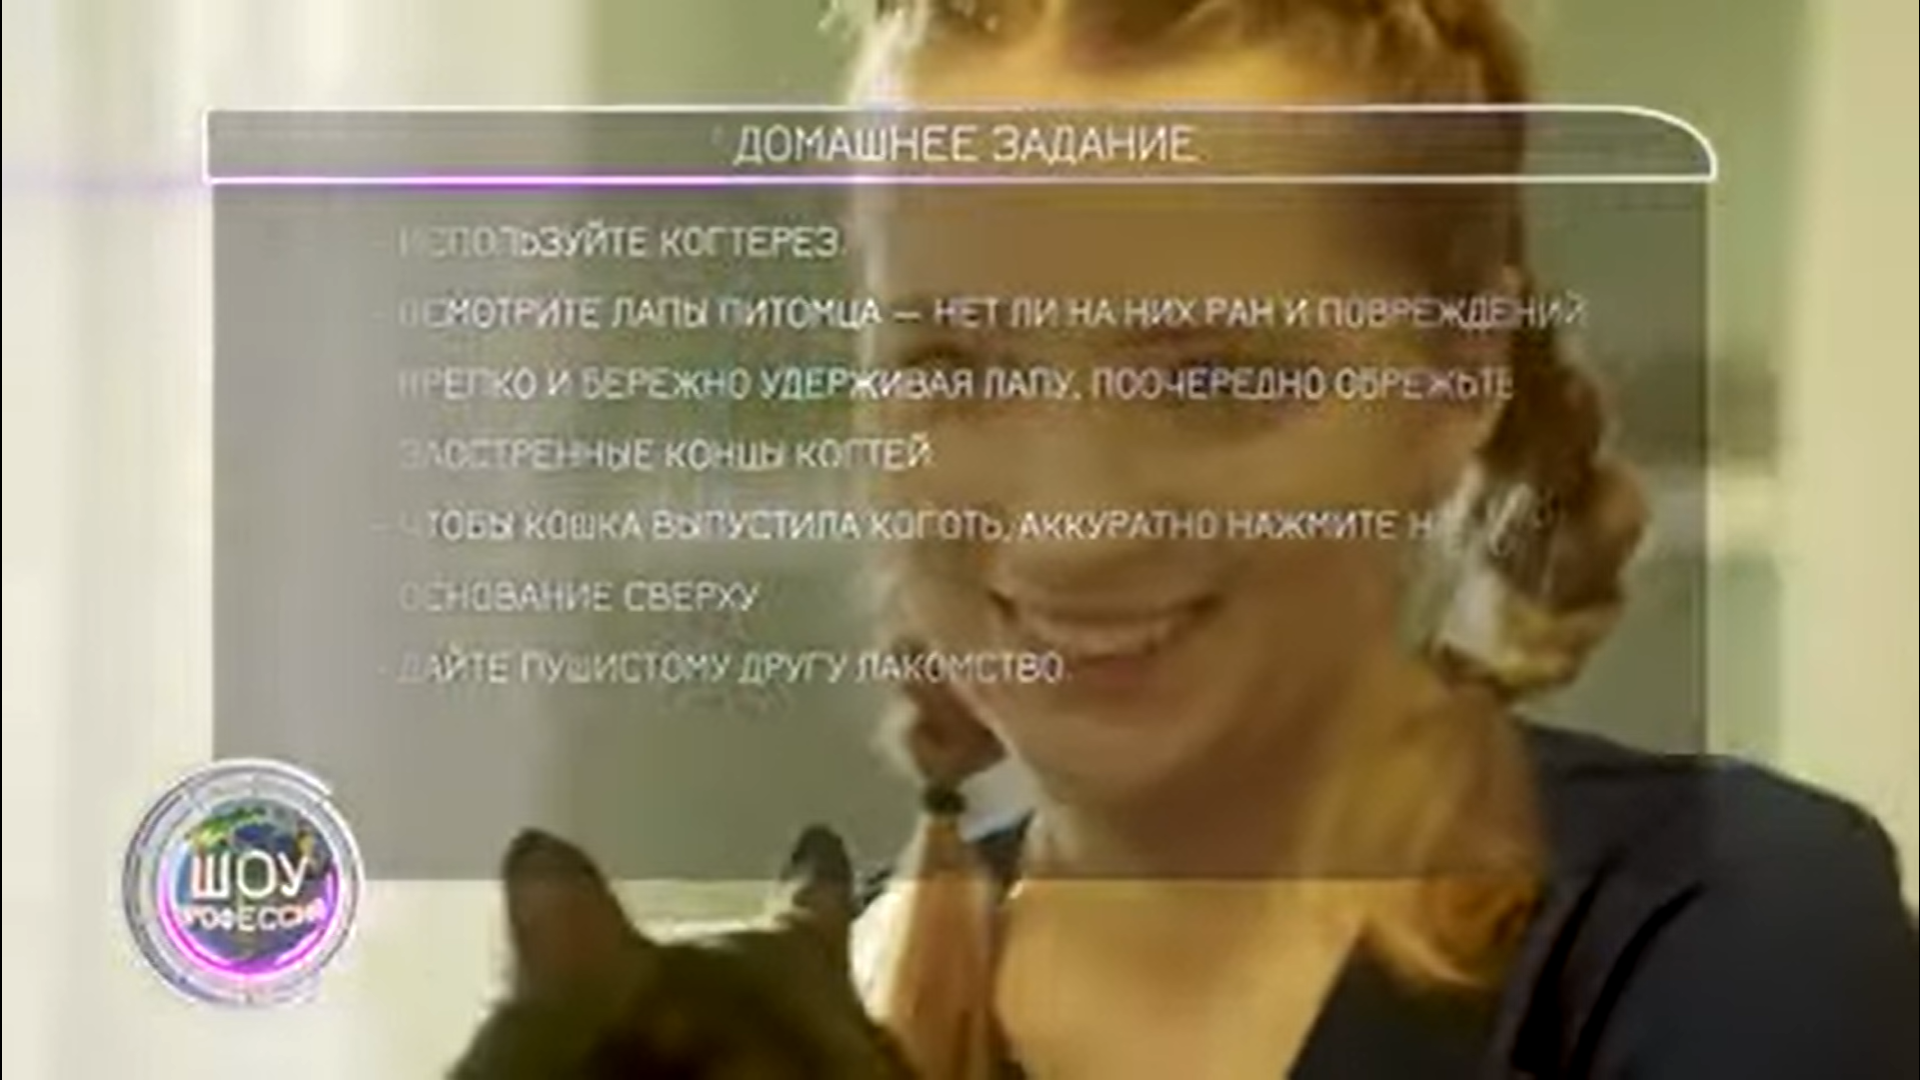 ДОМАШНЕЕ ЗАДАНИЕ
- ИСПОЛЬЗУЙТЕ КОГТЕРЕЗ.
- ОСМОТРИТЕ ЛАПЫ ПИТОМЦА — НЕТ ЛИ НА НИХ РАН И ПОВРЕЖДЕНИЙ
- КРЕПКО И БЕРЕЖНО УДЕРЖИВАЯ ЛАПУ, ПООЧЕРЕДНО ОБРЕЖЬТЕ
ЗАОСТРЕННЫЕ КОНЦЫ КОГТЕЙ.
- ЧТОБЫ КОШКА ВЫПУСТИЛА КОГОТЬ, АККУРАТНО НАЖМИТЕ
ОСНОВАНИЕ СВЕРХУ
- ДАЙТЕ ПУШИСТОМУ ДРУГУ ЛАКОМСТВО.
ШОУ
ПРОФЕССИЙ